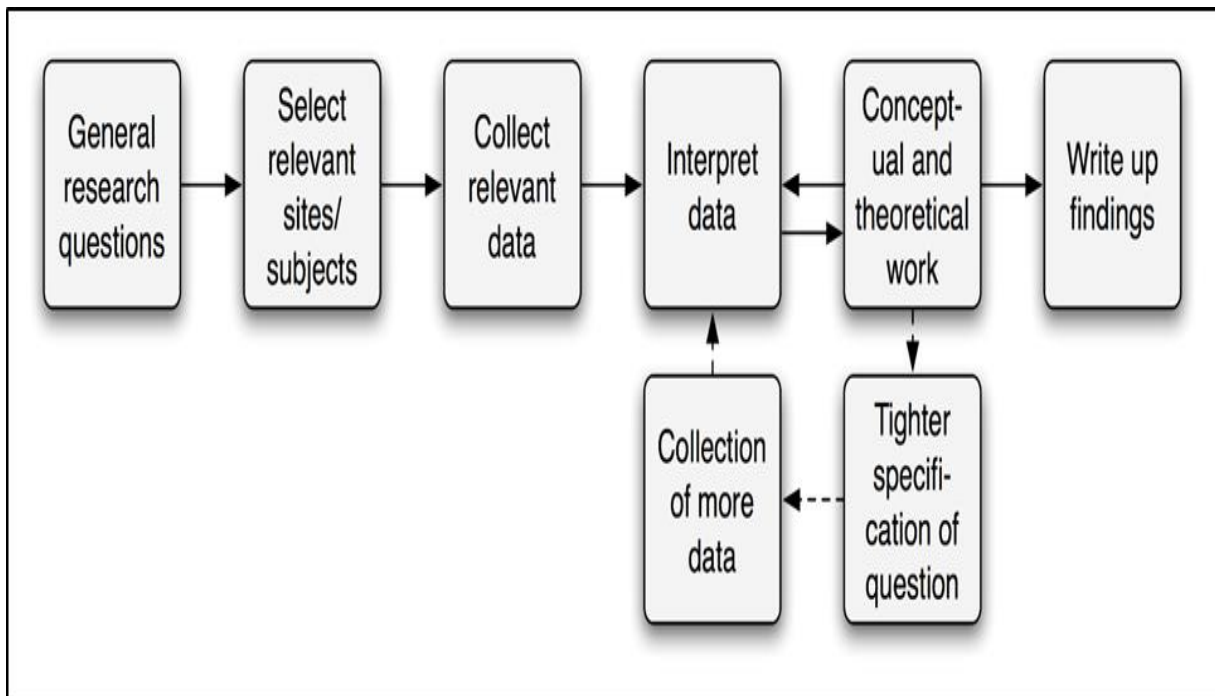 General
research
questions
Select
relevant
sites/
subjects
Collect
relevant
data
Interpret
data
Concept-
ual and
theoretical
work
Write up
findings
Collection
of more
data
Tighter
specifi-
cation of
question